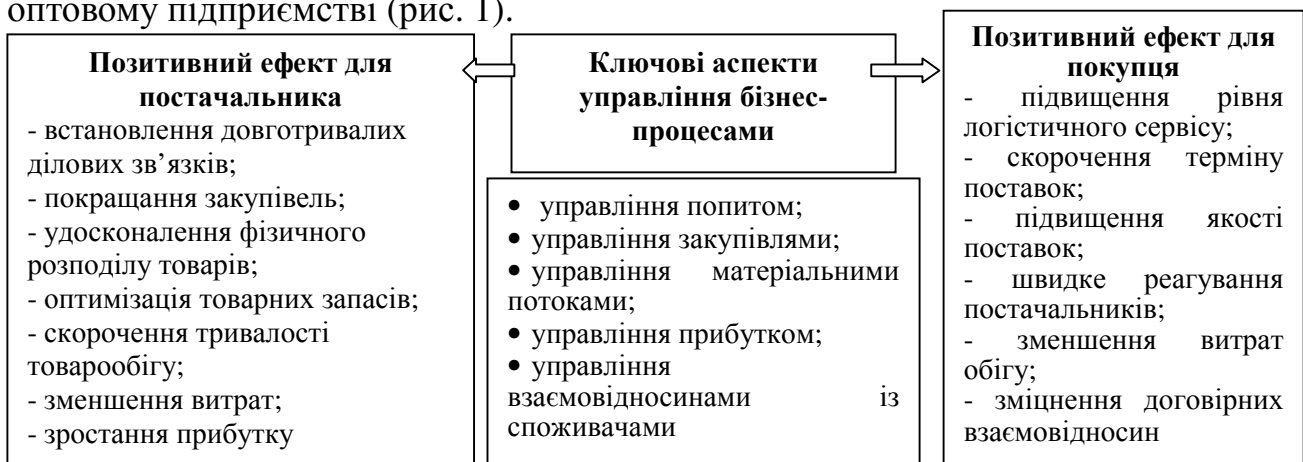 оптовому підприємстві (рис. 1).
Позитивний ефект для
постачальника
- встановлення довготривалих
ділових зв’язків;
- покращання закупівель;
- удосконалення фізичного
розподілу товарів;
- оптимізація товарних запасів;
- скорочення тривалості
товарообігу;
- зменшення витрат;
- зростання прибутку
Ключові аспекти
управління бізнес-
процесами
• управління попитом;
• управління закупівлями;
• управління матеріальними
потоками;
• управління прибутком;
• управління
взаємовідносинами із
споживачами
Позитивний ефект для
покупця
- підвищення рівня
логістичного сервісу;
- скорочення терміну
поставок;
- підвищення якості
поставок;
- швидке реагування
постачальників;
- зменшення витрат
обігу;
- зміцнення договірних
взаємовідносин